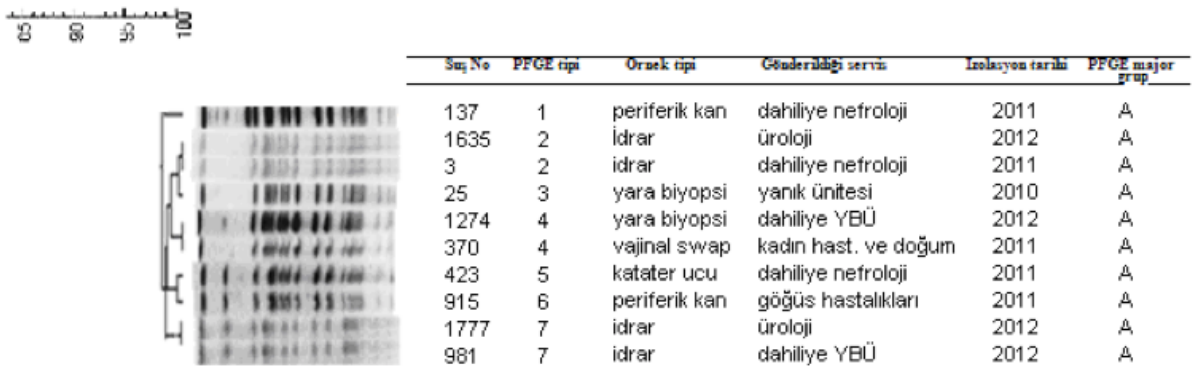 85 90 95 100
Suş No PFGE tipi Örnek tipi Gönderildiği servis İzolasyon tarihi PFGE major grup
137 1 periferik kan dahiliye nefroloji 2011 A
1635 2 İdrar üroloji 2012 A
3 2 idrar dahiliye nefroloji 2011 A
25 3 yara biyopsi yanık ünitesi 2010 A
1274 4 yara biyopsi dahiliye YBÜ 2012 A
370 4 vajinal swap kadın hast. ve doğum 2011 A
423 5 katater ucu dahiliye nefroloji 2011 A
915 6 periferik kan göğüs hastalıkları 2011 A
1777 7 idrar üroloji 2012 A
981 7 idrar dahiliye YBÜ 2012 A